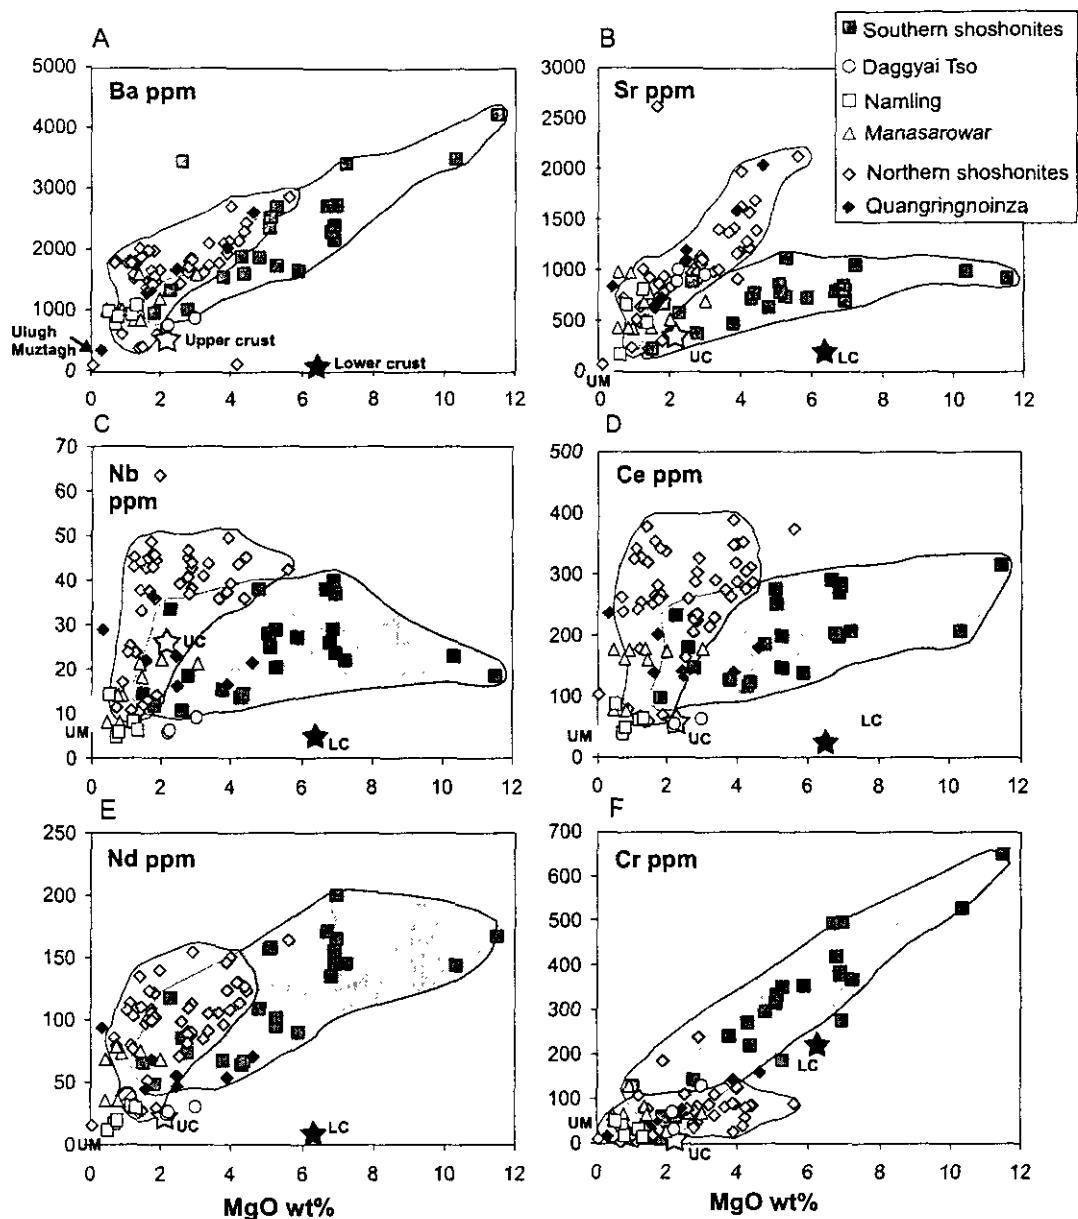 A
B
Southern shoshonites
Daggyai Tso
Namling
Manasarowar
Northern shoshonites
Quangringnoinza
5000
4000
3000
2000
1000
0
Ba ppm
Ulugh
Muztagh
Upper crust
Lower crust
0 2 4 6 8 10 12
3000
2500
2000
1500
1000
500
0
Sr ppm
UM
UC
LC
0 2 4 6 8 10 12
C
70
60
50
40
30
20
10
0
Nb
ppm
UC
UM
LC
0 2 4 6 8 10 12
D
500
400
300
200
100
0
Ce ppm
UM
UC
LC
LC
0 2 4 6 8 10 12
E
250
200
150
100
50
0
Nd ppm
UM
UC
LC
0 2 4 6 8 10 12
MgO wt%
F
700
600
500
400
300
200
100
0
Cr ppm
UM
UC
LC
0 2 4 6 8 10 12
MgO wt%